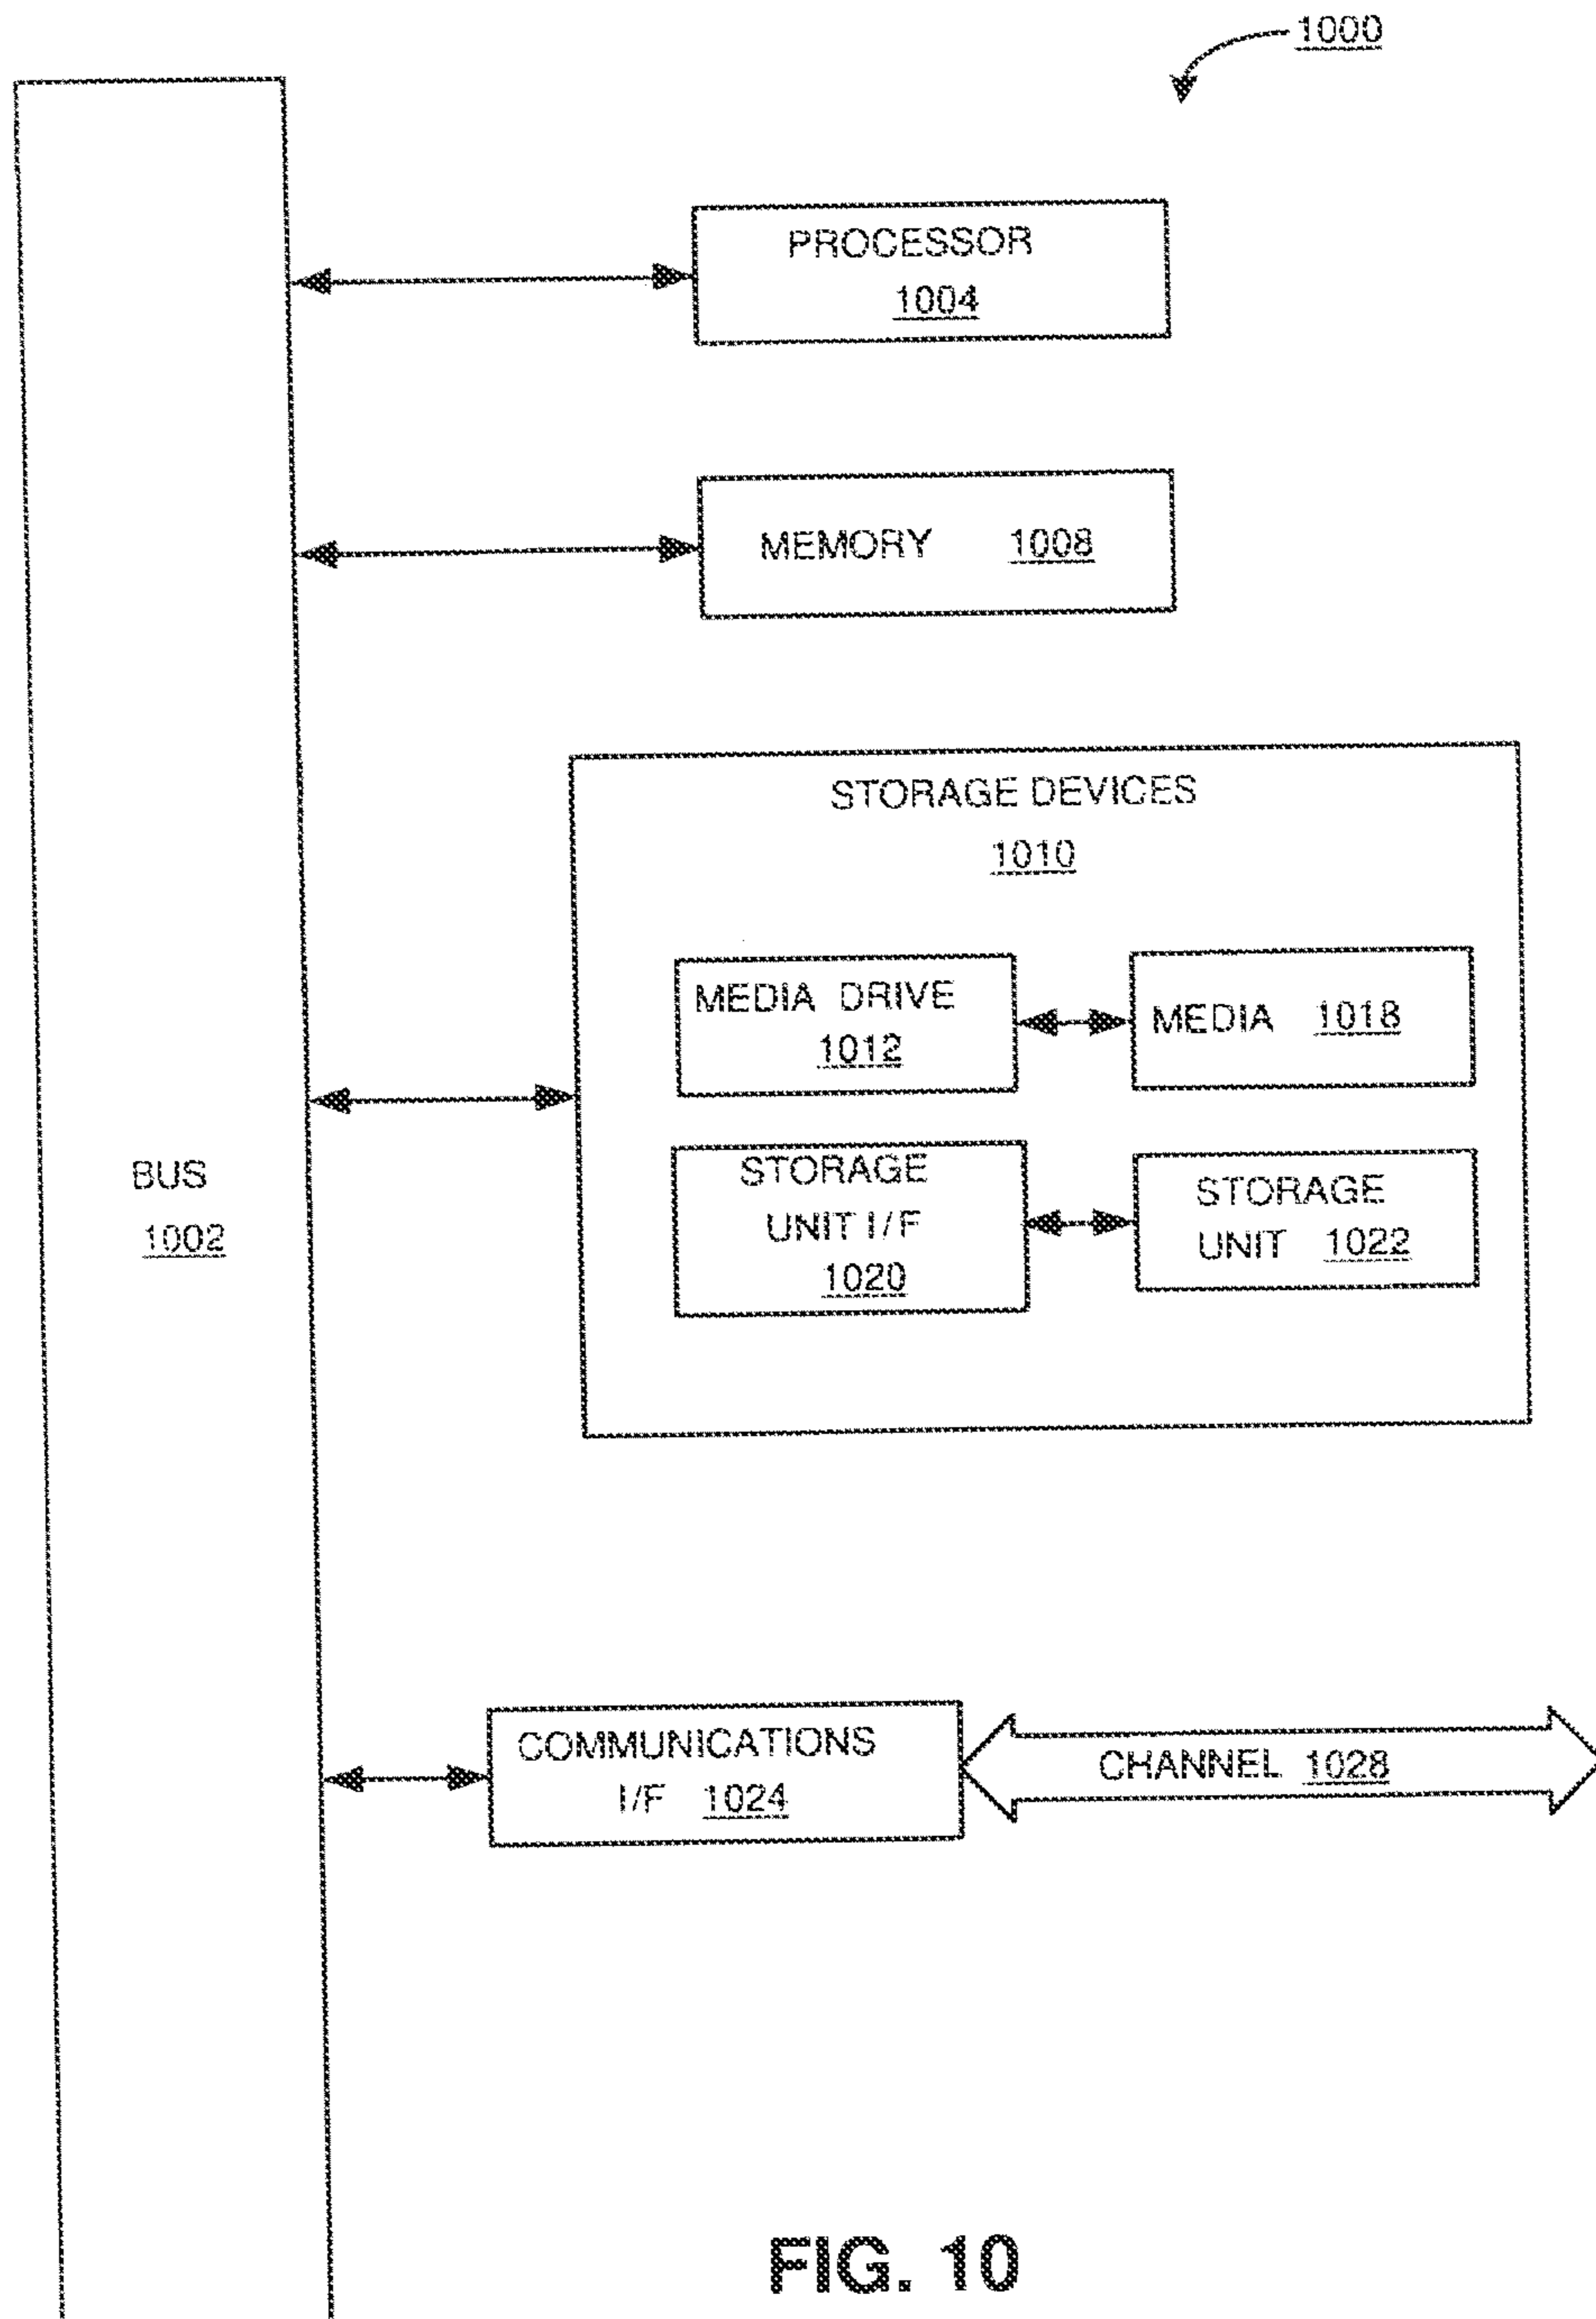 1000
PROCESSOR
1004
MEMORY 1008
STORAGE DEVICES
1010
MEDIA DRIVE
1012
MEDIA 1018
STORAGE
UNIT I/F
1020
STORAGE
UNIT 1022
BUS
1002
COMMUNICATIONS
I/F 1024
CHANNEL 1028
FIG. 10